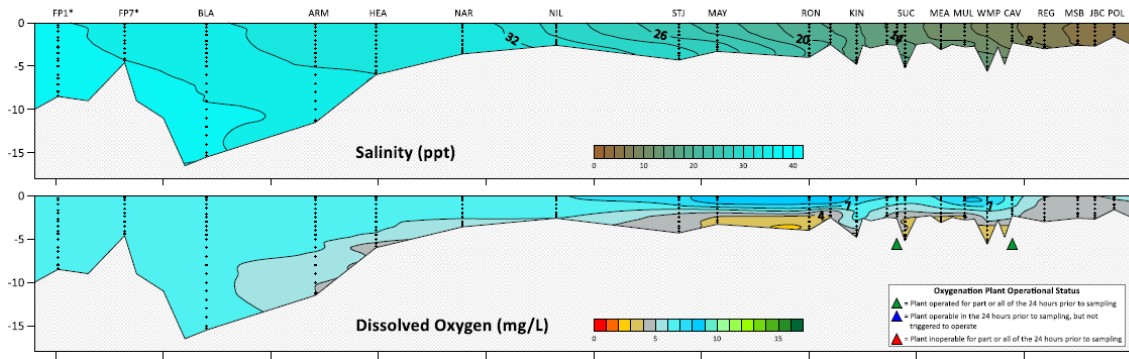 FP1* FP7* BLA ARM HEA NAR NIL STJ MAY RON KIN SUC MEA MUL WMP CAV REG MSB JBC POL
0
32 26 20 8
-5
-10
-15
Salinity (ppt)
0 10 20 30 40
0
7 7
4
-5
-10
-15
Dissolved Oxygen (mg/L)
0 5 10 15
Oxygenation Plant Operational Status
= Plant operated for part or all of the 24 hours prior to sampling
= Plant operable in the 24 hours prior to sampling, but not
triggered to operate
= Plant inoperable for part or all of the 24 hours prior to sampling